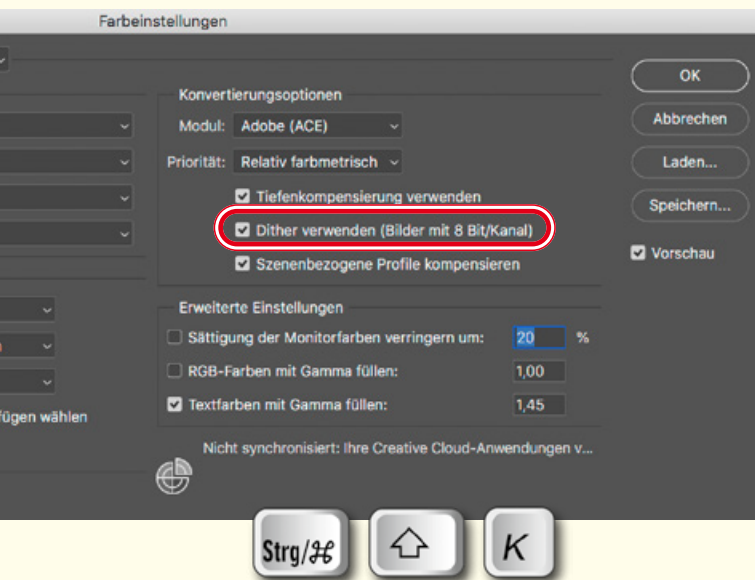 Farbeinstellungen
Konvertierungsoptionen
Modul: Adobe (ACE)
Priorität: Relativ farbmetrisch
Tiefenkompensierung verwenden
Dither verwenden (Bilder mit 8 Bit/Kanal)
Szenenbezogene Profile kompensieren
Erweiterte Einstellungen
Sättigung der Monitorfarben verringern um: 20 %
RGB-Farben mit Gamma füllen: 1,00
Textfarben mit Gamma füllen: 1,45
fügen wählen
Nicht synchronisiert: Ihre Creative Cloud-Anwendungen v...
OK
Abbrechen
Laden...
Speichern...
Vorschau
Strg/⌘ ⇧ K